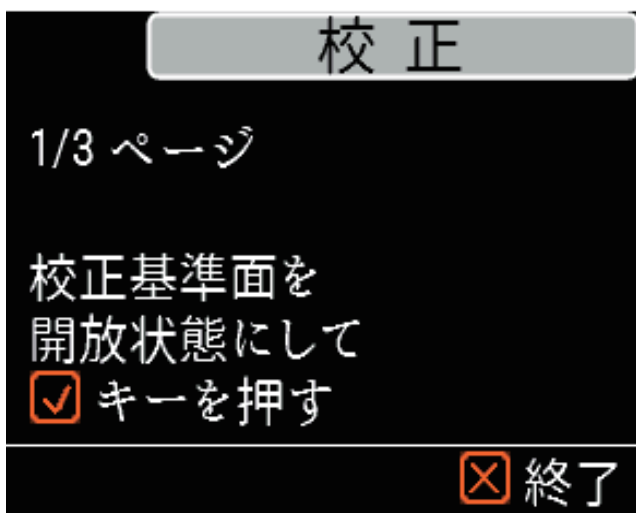 校正
1/3 ページ
校正基準面を
開放状態にして
☑ キーを押す
☒ 終了